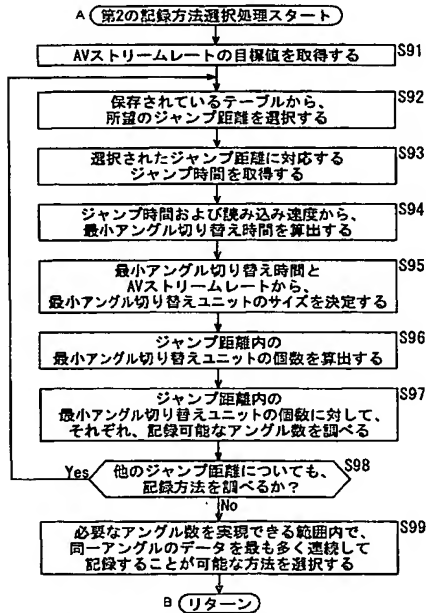 A 第2の記録方法選択処理スタート
AVストリームレートの目標値を取得する
S91
保存されているテーブルから、
所望のジャンプ距離を選択する
S92
選択されたジャンプ距離に対応する
ジャンプ時間を取得する
S93
ジャンプ時間および読み込み速度から、
最小アングル切り替え時間を算出する
S94
最小アングル切り替え時間と
AVストリームレートから、
最小アングル切り替えユニットのサイズを決定する
S95
ジャンプ距離内の
最小アングル切り替えユニットの個数を算出する
S96
ジャンプ距離内の
最小アングル切り替えユニットの個数に対して、
それぞれ、記録可能なアングル数を調べる
S97
Yes
他のジャンプ距離についても、
記録方法を調べるか?
S98
No
必要なアングル数を実現できる範囲内で、
同一アングルのデータを最も多く連続して
記録することが可能な方法を選択する
S99
B リターン